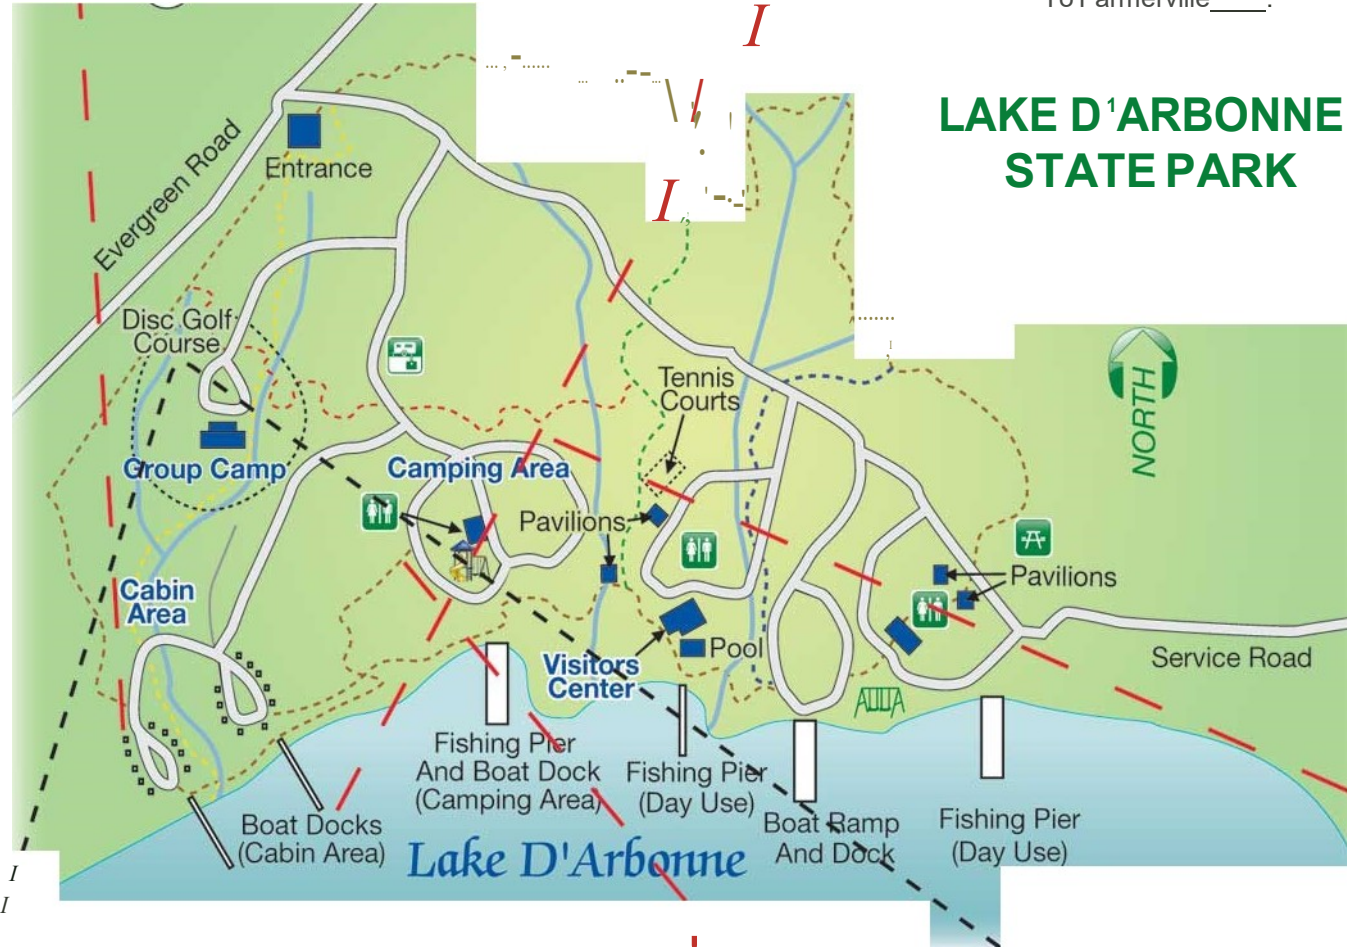 LAKE D'ARBONNE
STATE PARK
Evergreen Road
Entrance
Disc Golf
Course
Tennis
Courts
NORTH
Group Camp
Camping Area
Pavilions
Pavilions
Cabin
Area
Visitors
Center
Pool
Service Road
Fishing Pier
And Boat Dock
(Camping Area)
Fishing Pier
(Day Use)
Boat Ramp
And Dock
Fishing Pier
(Day Use)
Boat Docks
(Cabin Area)
Lake D'Arbonne